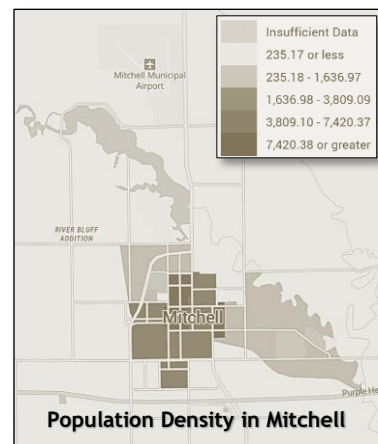 Insufficient Data
235.17 or less
235.18 - 1,636.97
1,636.98 - 3,809.09
3,809.10 - 7,420.37
7,420.38 or greater
Mitchell Municipal
Airport
RIVER BLUFF
ADDITION
Mitchell
Purple He
Population Density in Mitchell